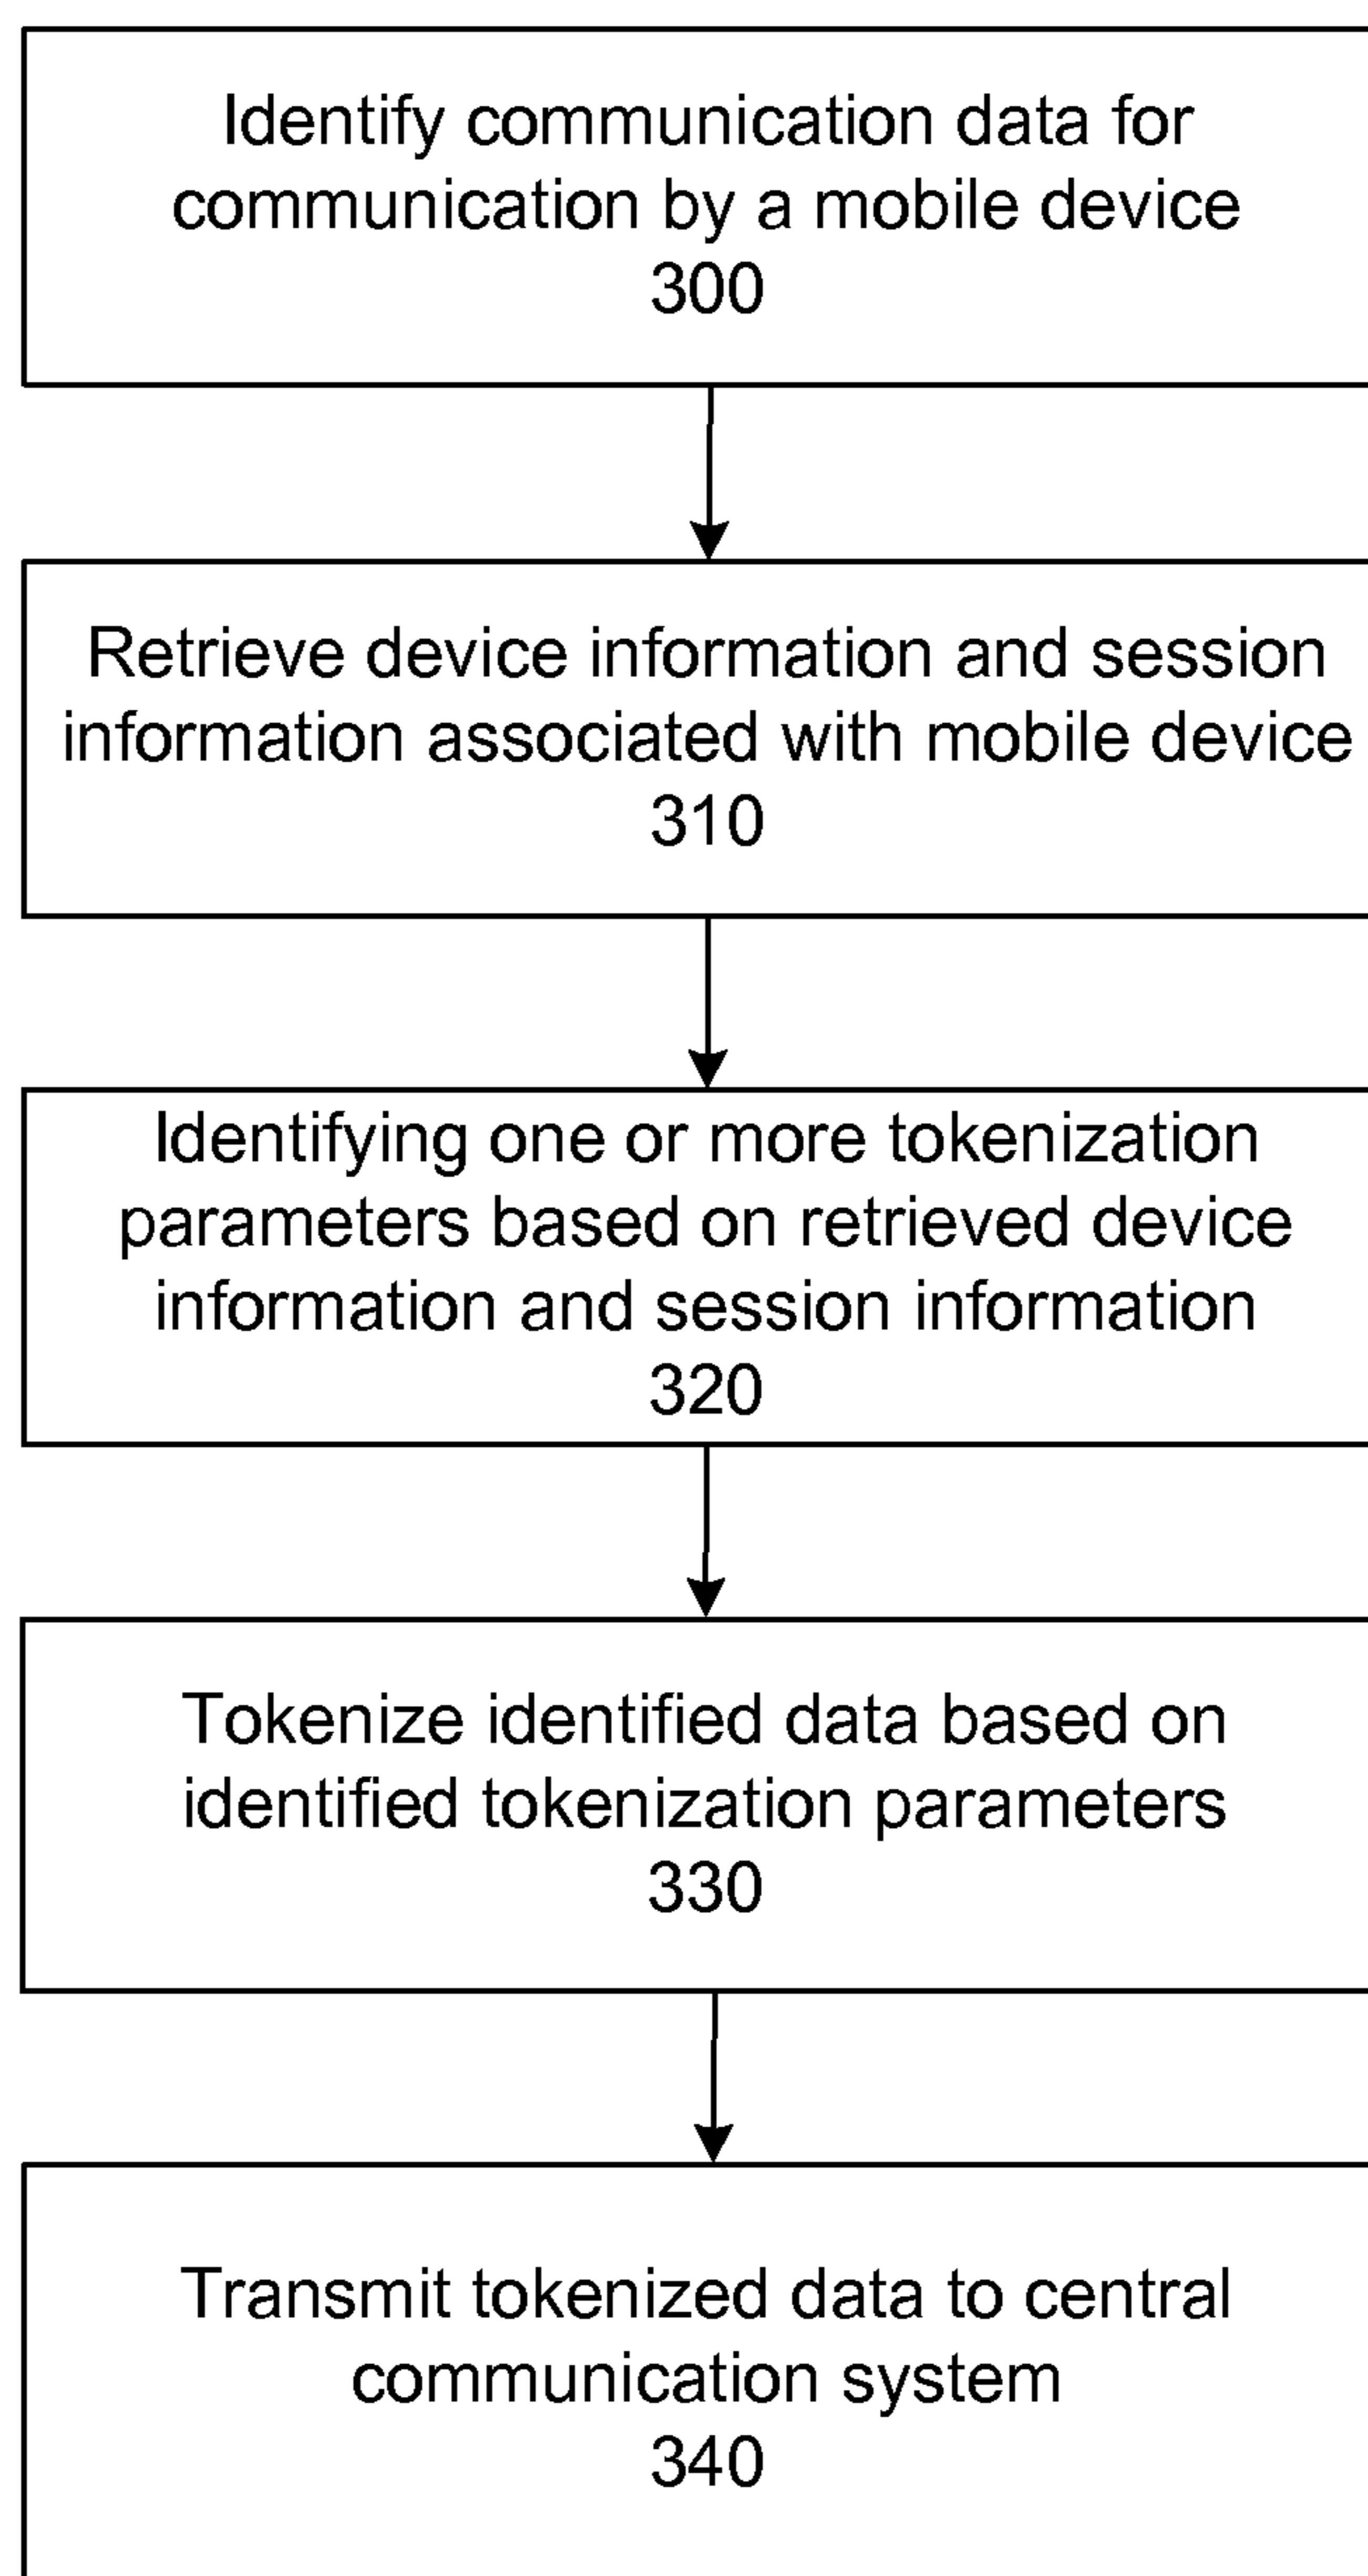 Identify communication data for
communication by a mobile device
300
Retrieve device information and session
information associated with mobile device
310
Identifying one or more tokenization
parameters based on retrieved device
information and session information
320
Tokenize identified data based on
identified tokenization parameters
330
Transmit tokenized data to central
communication system
340